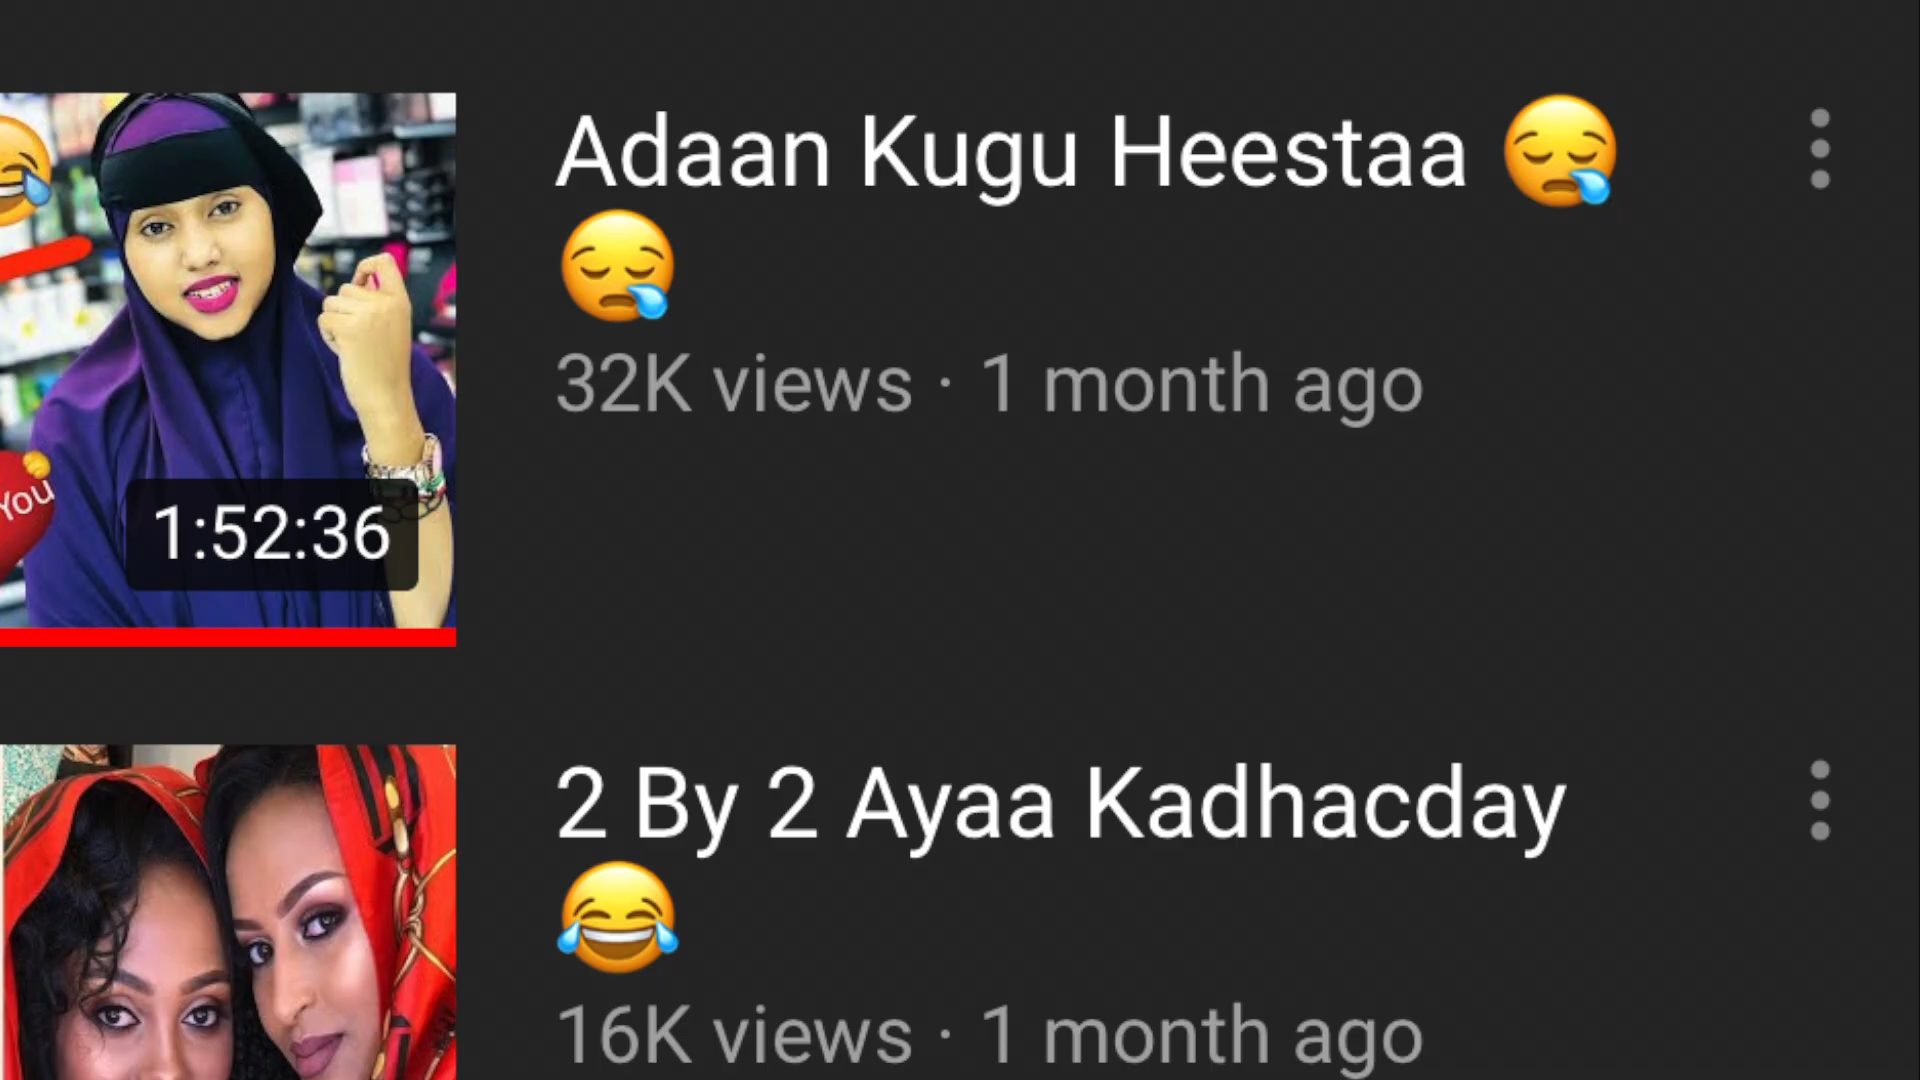 Adaan Kugu Heestaa 😪
😪
32K views · 1 month ago
You
1:52:36
2 By 2 Ayaa Kadhacday
😂
16K views · 1 month ago